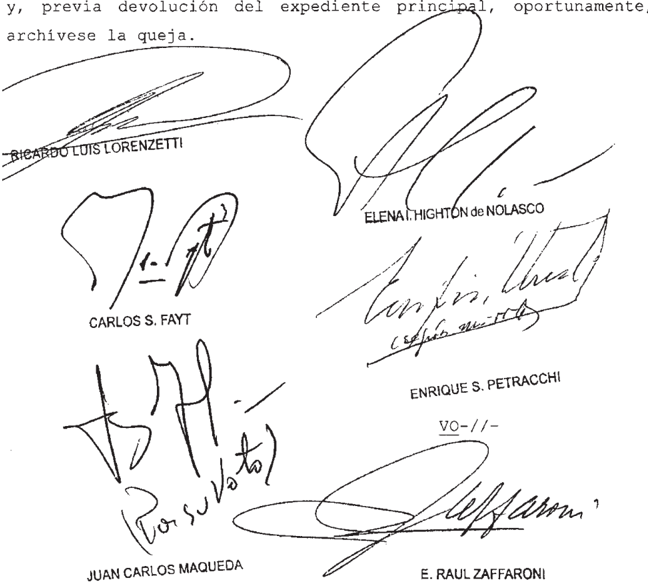 y, previa devolución del expediente principal, oportunamente,
archívese la queja.
RICARDO LUIS LORENZETTI
ELENA I. HIGHTON de NOLASCO
CARLOS S. FAYT
ENRIQUE S. PETRACCHI
VO-//-
(Por su Voto)
JUAN CARLOS MAQUEDA
E. RAUL ZAFFARONI